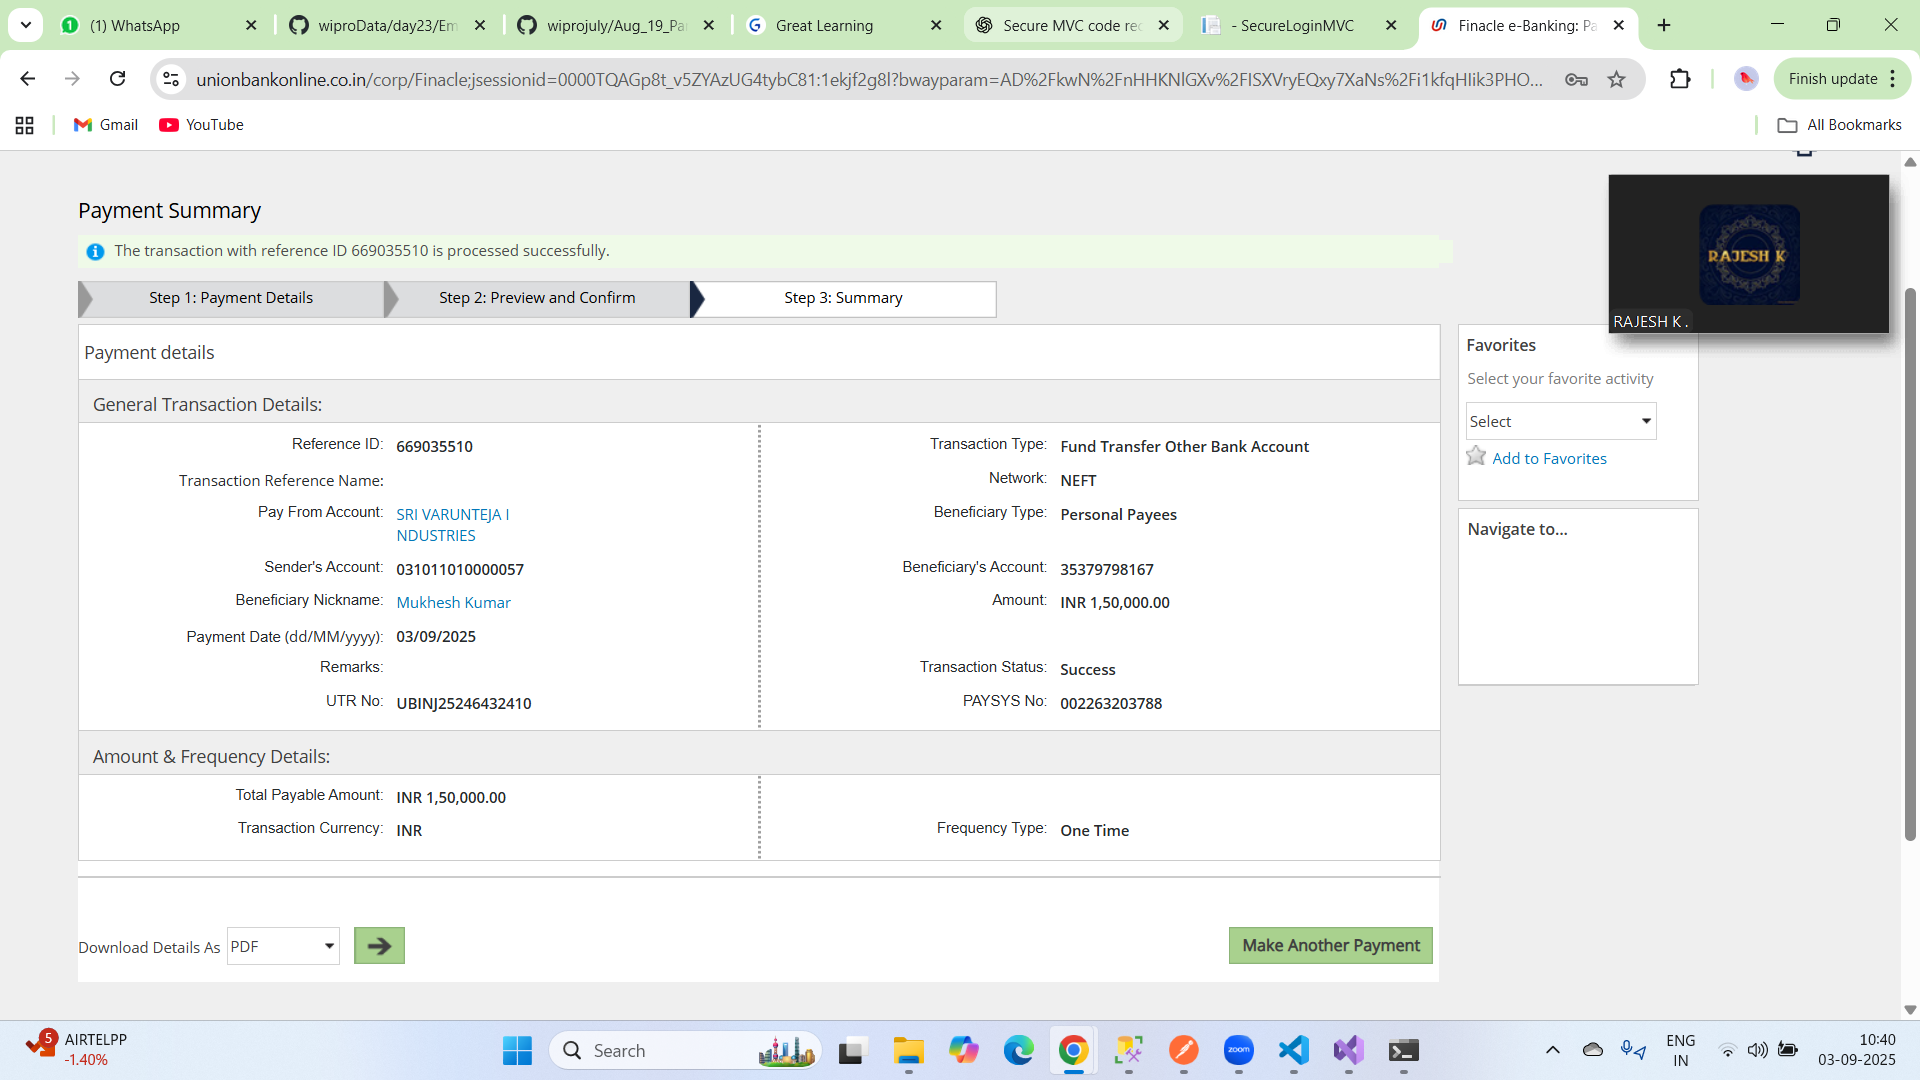 (1) WhatsApp
wiproData/day23/Em
wiprojuly/Aug_19_Pa
Great Learning
Secure MVC code rec
- SecureLoginMVC
Finacle e-Banking: Pa
unionbankonline.co.in/corp/Finacle;jsessionid=0000TQAGp8t_v5ZYAzUG4tybC81:1ekjf2g8l?bwayparam=AD%2FkwN%2FnHHKNlGXv%2FISXVryEQxy7XaNs%2Fi1kfqHlik3PHO...
Finish update
Gmail
YouTube
All Bookmarks
Payment Summary
The transaction with reference ID 669035510 is processed successfully.
RAJESH K
RAJESH K .
Step 1: Payment Details
Step 2: Preview and Confirm
Step 3: Summary
Payment details
General Transaction Details:
Reference ID: 669035510
Transaction Type: Fund Transfer Other Bank Account
Transaction Reference Name:
Network: NEFT
Pay From Account: SRI VARUNTEJA I
NDUSTRIES
Beneficiary Type: Personal Payees
Sender's Account: 031011010000057
Beneficiary's Account: 35379798167
Beneficiary Nickname: Mukhesh Kumar
Amount: INR 1,50,000.00
Payment Date (dd/MM/yyyy): 03/09/2025
Remarks:
Transaction Status: Success
UTR No: UBINJ25246432410
PAYSYS No: 002263203788
Amount & Frequency Details:
Total Payable Amount: INR 1,50,000.00
Transaction Currency: INR
Frequency Type: One Time
Download Details As PDF
Make Another Payment
Favorites
Select your favorite activity
Select
Add to Favorites
Navigate to...
5
AIRTELPP
-1.40%
Search
zoom
ENG
IN
10:40
03-09-2025